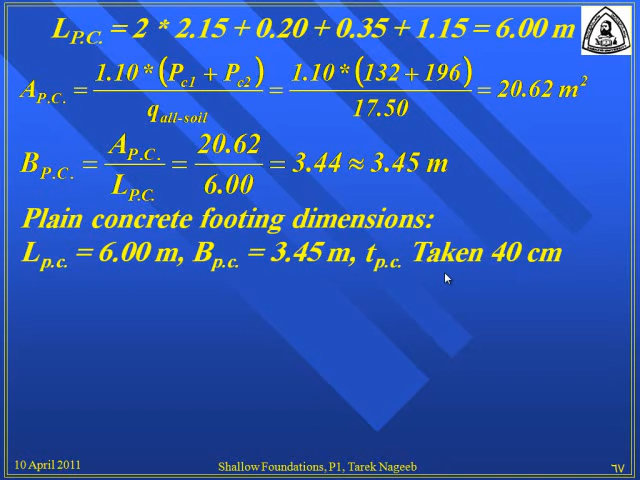 L_P.C. = 2 * 2.15 + 0.20 + 0.35 + 1.15 = 6.00 m
A_P.C. = 1.10*(P_c1 + P_c2) / q_all-soil = 1.10*(132 + 196) / 17.50 = 20.62 m²
B_P.C. = A_P.C. / L_P.C. = 20.62 / 6.00 = 3.44 ≈ 3.45 m
Plain concrete footing dimensions:
L_p.c. = 6.00 m, B_p.c. = 3.45 m, t_p.c. Taken 40 cm
10 April 2011
Shallow Foundations, P1, Tarek Nageeb
٦٧